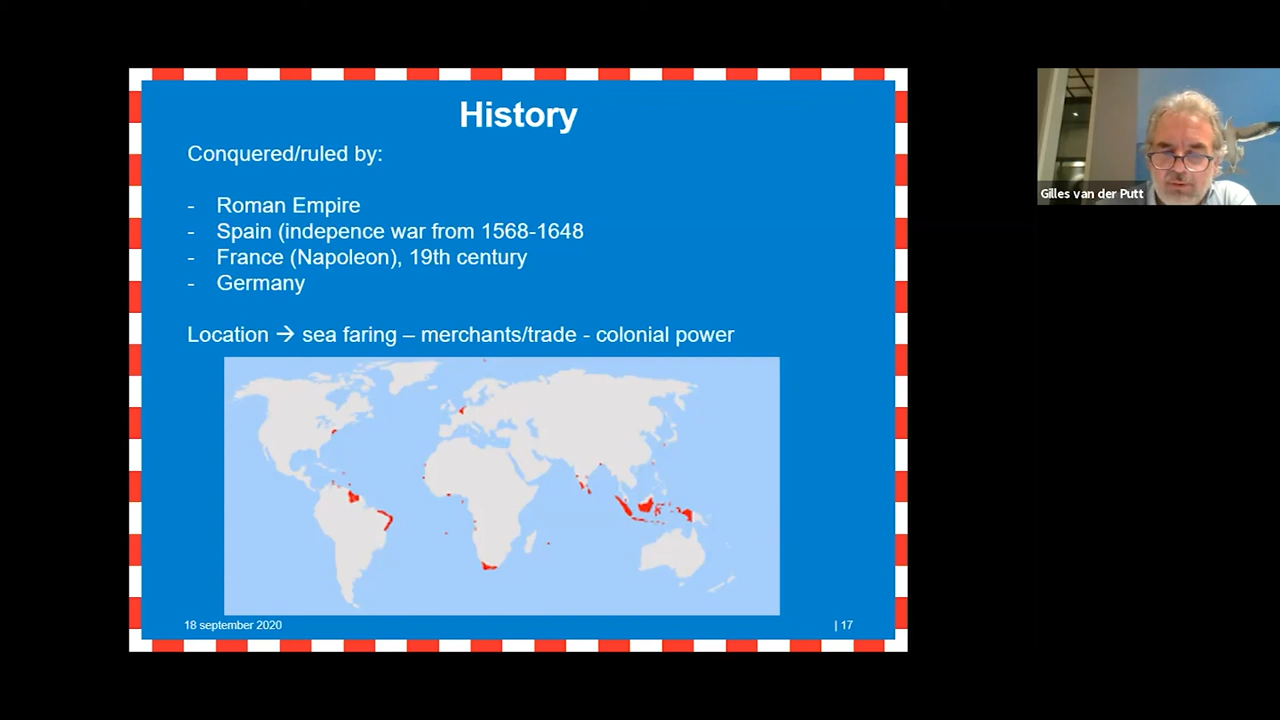 History
Conquered/ruled by:
- Roman Empire
- Spain (indepence war from 1568-1648
- France (Napoleon), 19th century
- Germany
Location → sea faring – merchants/trade - colonial power
18 september 2020
| 17
Gilles van der Putt